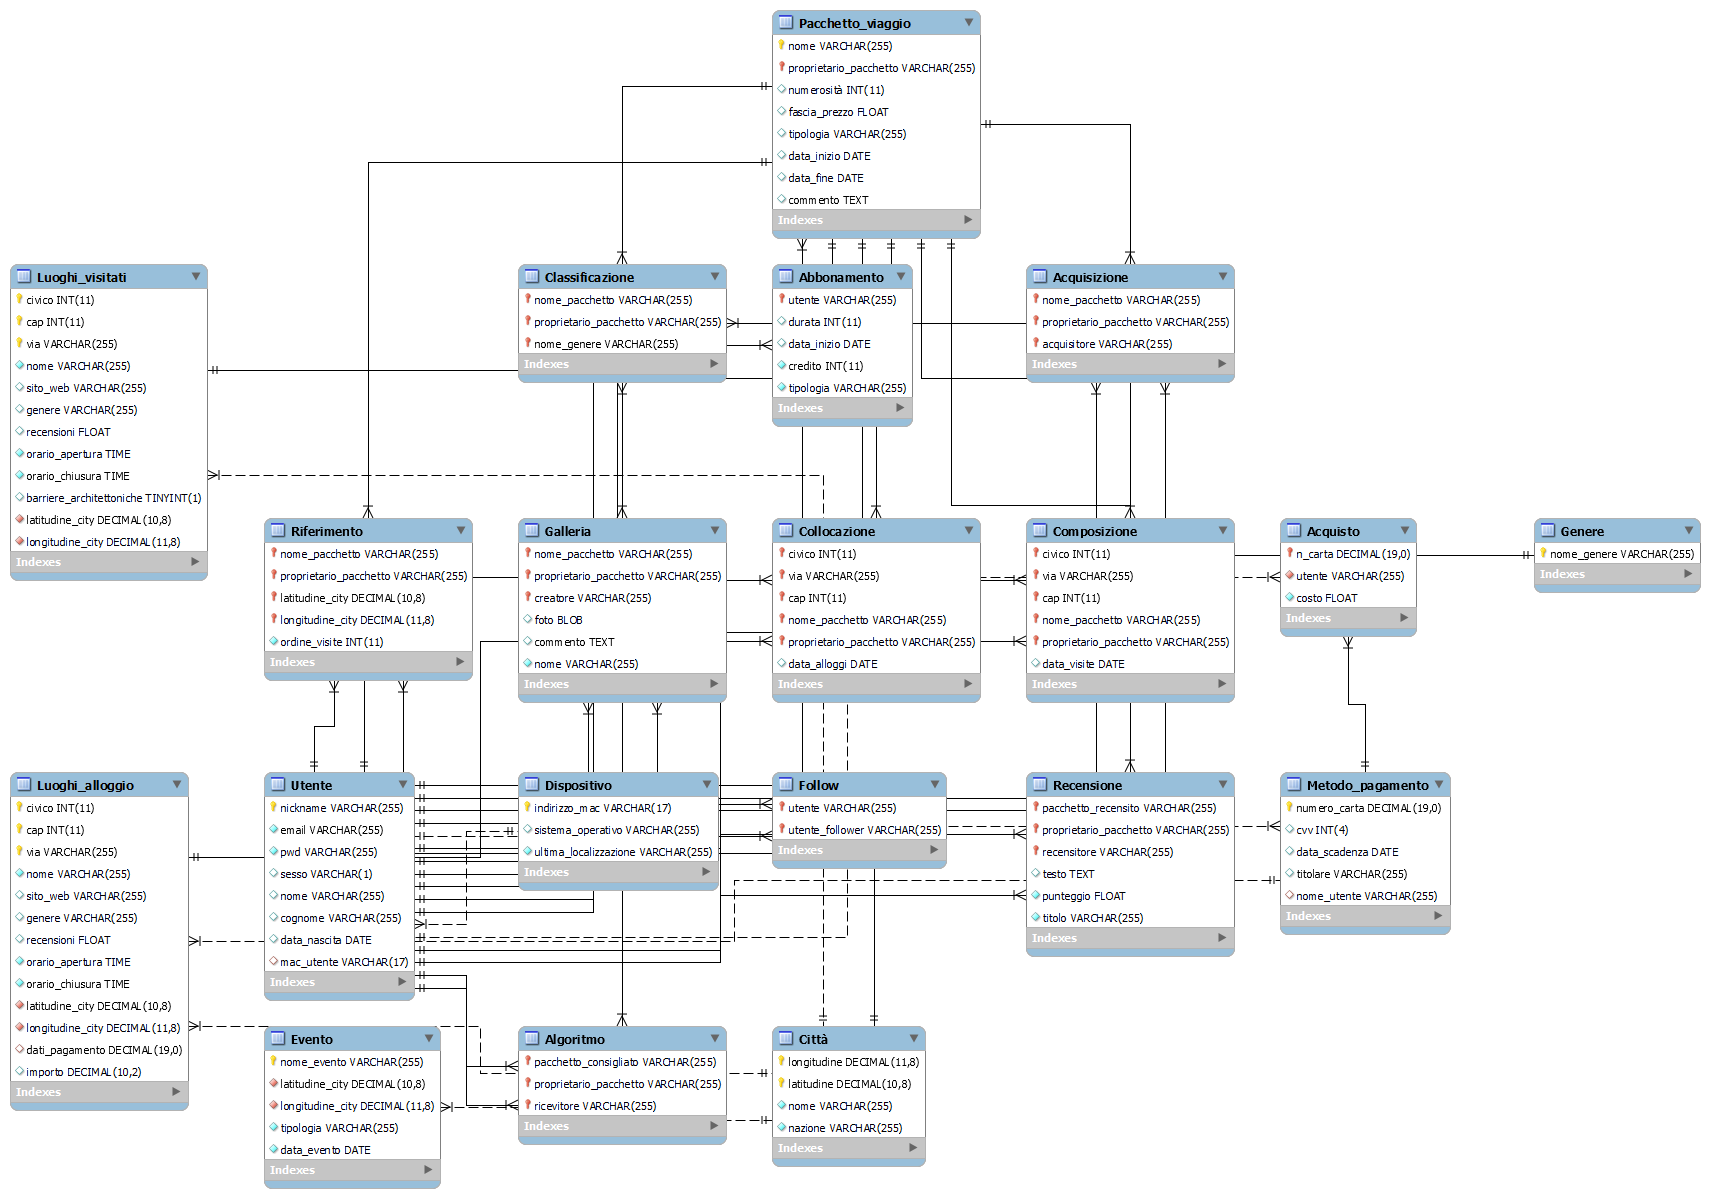 Pacchetto_viaggio
nome VARCHAR(255)
proprietario_pacchetto VARCHAR(255)
numerosità INT(11)
fascia_prezzo FLOAT
tipologia VARCHAR(255)
data_inizio DATE
data_fine DATE
commento TEXT
Indexes
Luoghi_visitati
civico INT(11)
cap INT(11)
via VARCHAR(255)
nome VARCHAR(255)
sito_web VARCHAR(255)
genere VARCHAR(255)
recensioni FLOAT
orario_apertura TIME
orario_chiusura TIME
barriere_architettoniche TINYINT(1)
latitudine_city DECIMAL(10,8)
longitudine_city DECIMAL(11,8)
Indexes
Classificazione
nome_pacchetto VARCHAR(255)
proprietario_pacchetto VARCHAR(255)
nome_genere VARCHAR(255)
Indexes
Abbonamento
utente VARCHAR(255)
durata INT(11)
data_inizio DATE
credito INT(11)
tipologia VARCHAR(255)
Indexes
Acquisizione
nome_pacchetto VARCHAR(255)
proprietario_pacchetto VARCHAR(255)
acquisitore VARCHAR(255)
Indexes
Riferimento
nome_pacchetto VARCHAR(255)
proprietario_pacchetto VARCHAR(255)
latitudine_city DECIMAL(10,8)
longitudine_city DECIMAL(11,8)
ordine_visite INT(11)
Indexes
Galleria
nome_pacchetto VARCHAR(255)
proprietario_pacchetto VARCHAR(255)
creatore VARCHAR(255)
foto BLOB
commento TEXT
nome VARCHAR(255)
Indexes
Collocazione
civico INT(11)
via VARCHAR(255)
cap INT(11)
nome_pacchetto VARCHAR(255)
proprietario_pacchetto VARCHAR(255)
data_alloggi DATE
Indexes
Composizione
civico INT(11)
via VARCHAR(255)
cap INT(11)
nome_pacchetto VARCHAR(255)
proprietario_pacchetto VARCHAR(255)
data_visite DATE
Indexes
Acquisto
n_carta DECIMAL(19,0)
utente VARCHAR(255)
costo FLOAT
Indexes
Genere
nome_genere VARCHAR(255)
Indexes
Luoghi_alloggio
civico INT(11)
cap INT(11)
via VARCHAR(255)
nome VARCHAR(255)
sito_web VARCHAR(255)
genere VARCHAR(255)
recensioni FLOAT
orario_apertura TIME
orario_chiusura TIME
latitudine_city DECIMAL(10,8)
longitudine_city DECIMAL(11,8)
dati_pagamento DECIMAL(19,0)
importo DECIMAL(10,2)
Indexes
Utente
nickname VARCHAR(255)
email VARCHAR(255)
pwd VARCHAR(255)
sesso VARCHAR(1)
nome VARCHAR(255)
cognome VARCHAR(255)
data_nascita DATE
mac_utente VARCHAR(17)
Indexes
Dispositivo
indirizzo_mac VARCHAR(17)
sistema_operativo VARCHAR(255)
ultima_localizzazione VARCHAR(255)
Indexes
Follow
utente VARCHAR(255)
utente_follower VARCHAR(255)
Indexes
Recensione
pacchetto_recensito VARCHAR(255)
proprietario_pacchetto VARCHAR(255)
recensitore VARCHAR(255)
testo TEXT
punteggio FLOAT
titolo VARCHAR(255)
Indexes
Metodo_pagamento
numero_carta DECIMAL(19,0)
cvv INT(4)
data_scadenza DATE
titolare VARCHAR(255)
nome_utente VARCHAR(255)
Indexes
Evento
nome_evento VARCHAR(255)
latitudine_city DECIMAL(10,8)
longitudine_city DECIMAL(11,8)
tipologia VARCHAR(255)
data_evento DATE
Indexes
Algoritmo
pacchetto_consigliato VARCHAR(255)
proprietario_pacchetto VARCHAR(255)
ricevitore VARCHAR(255)
Indexes
Città
longitudine DECIMAL(11,8)
latitudine DECIMAL(10,8)
nome VARCHAR(255)
nazione VARCHAR(255)
Indexes